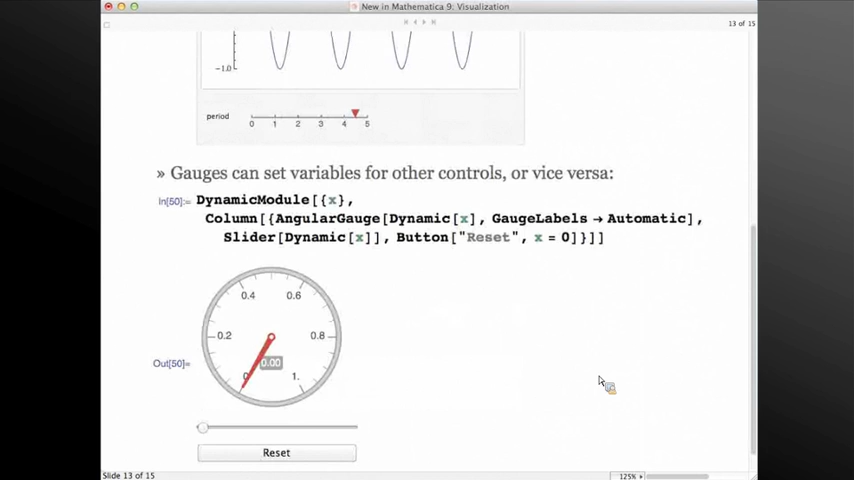 New in Mathematica 9: Visualization
13 of 15
-1.0
period
0 1 2 3 4 5
» Gauges can set variables for other controls, or vice versa:
In[50]:= DynamicModule[{x},
Column[{AngularGauge[Dynamic[x], GaugeLabels → Automatic],
Slider[Dynamic[x]], Button["Reset", x = 0]}]]
0.4 0.6
0.2 0.8
Out[50]= 0.00
0 1.
Reset
Slide 13 of 15
125%